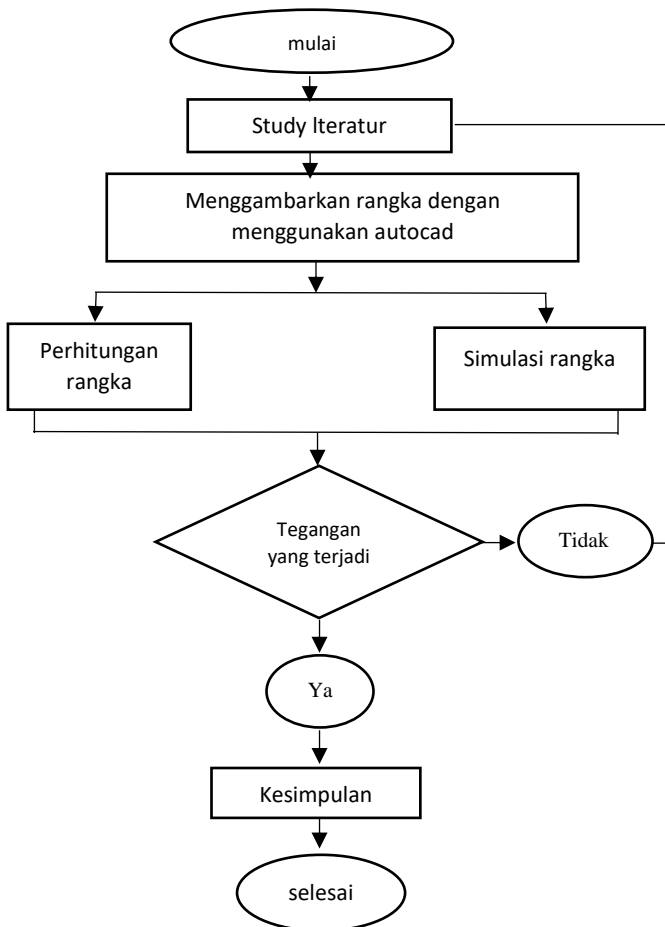 mulai
Study lteratur
Menggambarkan rangka dengan
menggunakan autocad
Perhitungan
rangka
Simulasi rangka
Tegangan
yang terjadi
Tidak
Ya
Kesimpulan
selesai